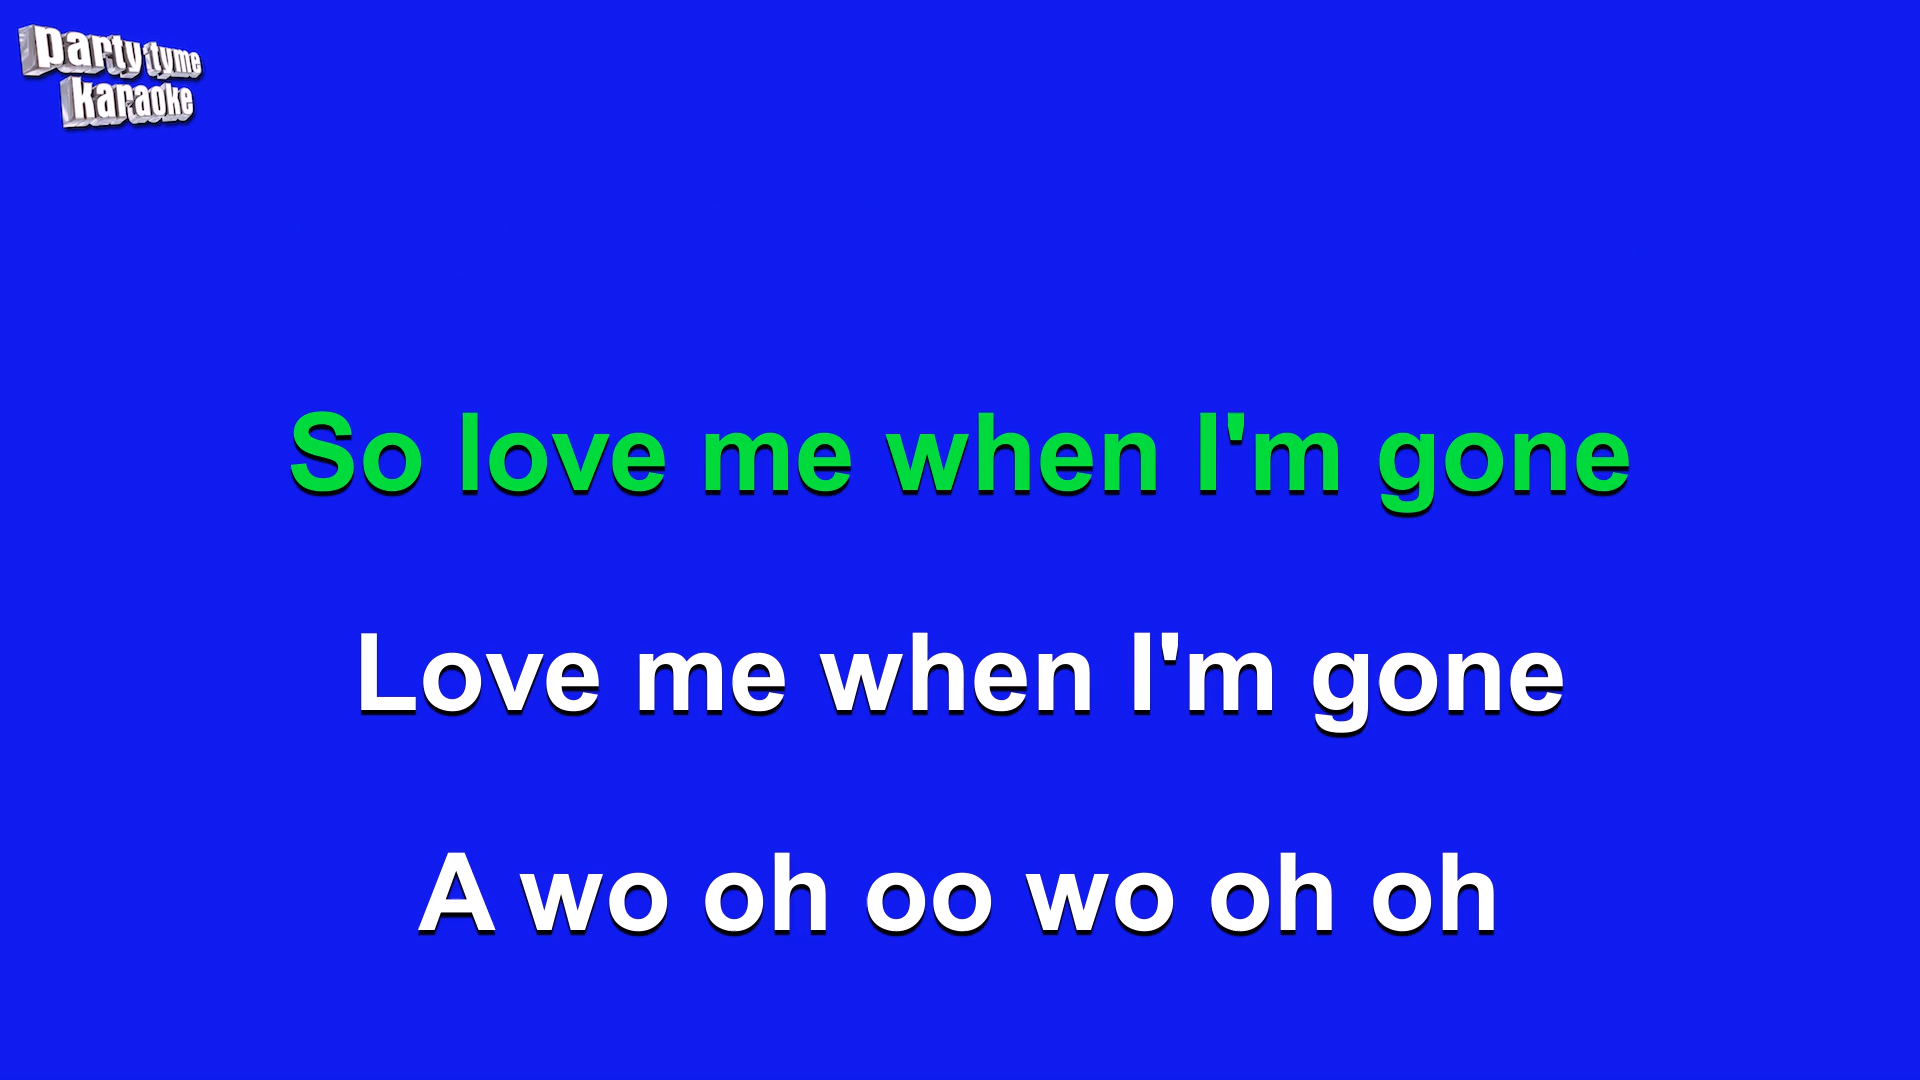 party tyme
karaoke
So love me when I'm gone
Love me when I'm gone
A wo oh oo wo oh oh